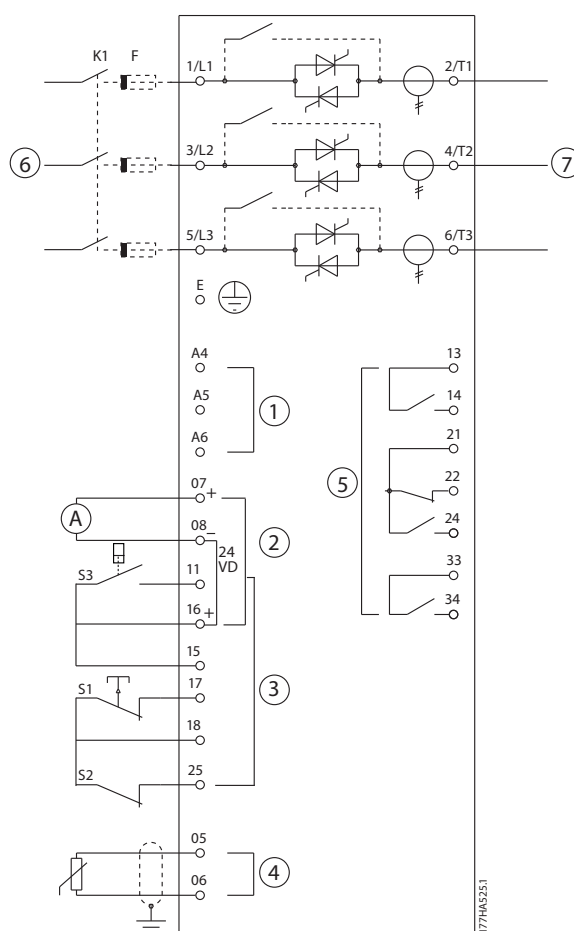 K1 F 1/L1 2/T1
3/L2 4/T2
6 7
5/L3 6/T3
E
A4 13
A5 14
1
A6 21
07 + 5 22
A
08 – 2 24
24
VD
S3 11 33
16 + 34
15
3
S1 17
18
S2 25
05
4
06
177HA525.1